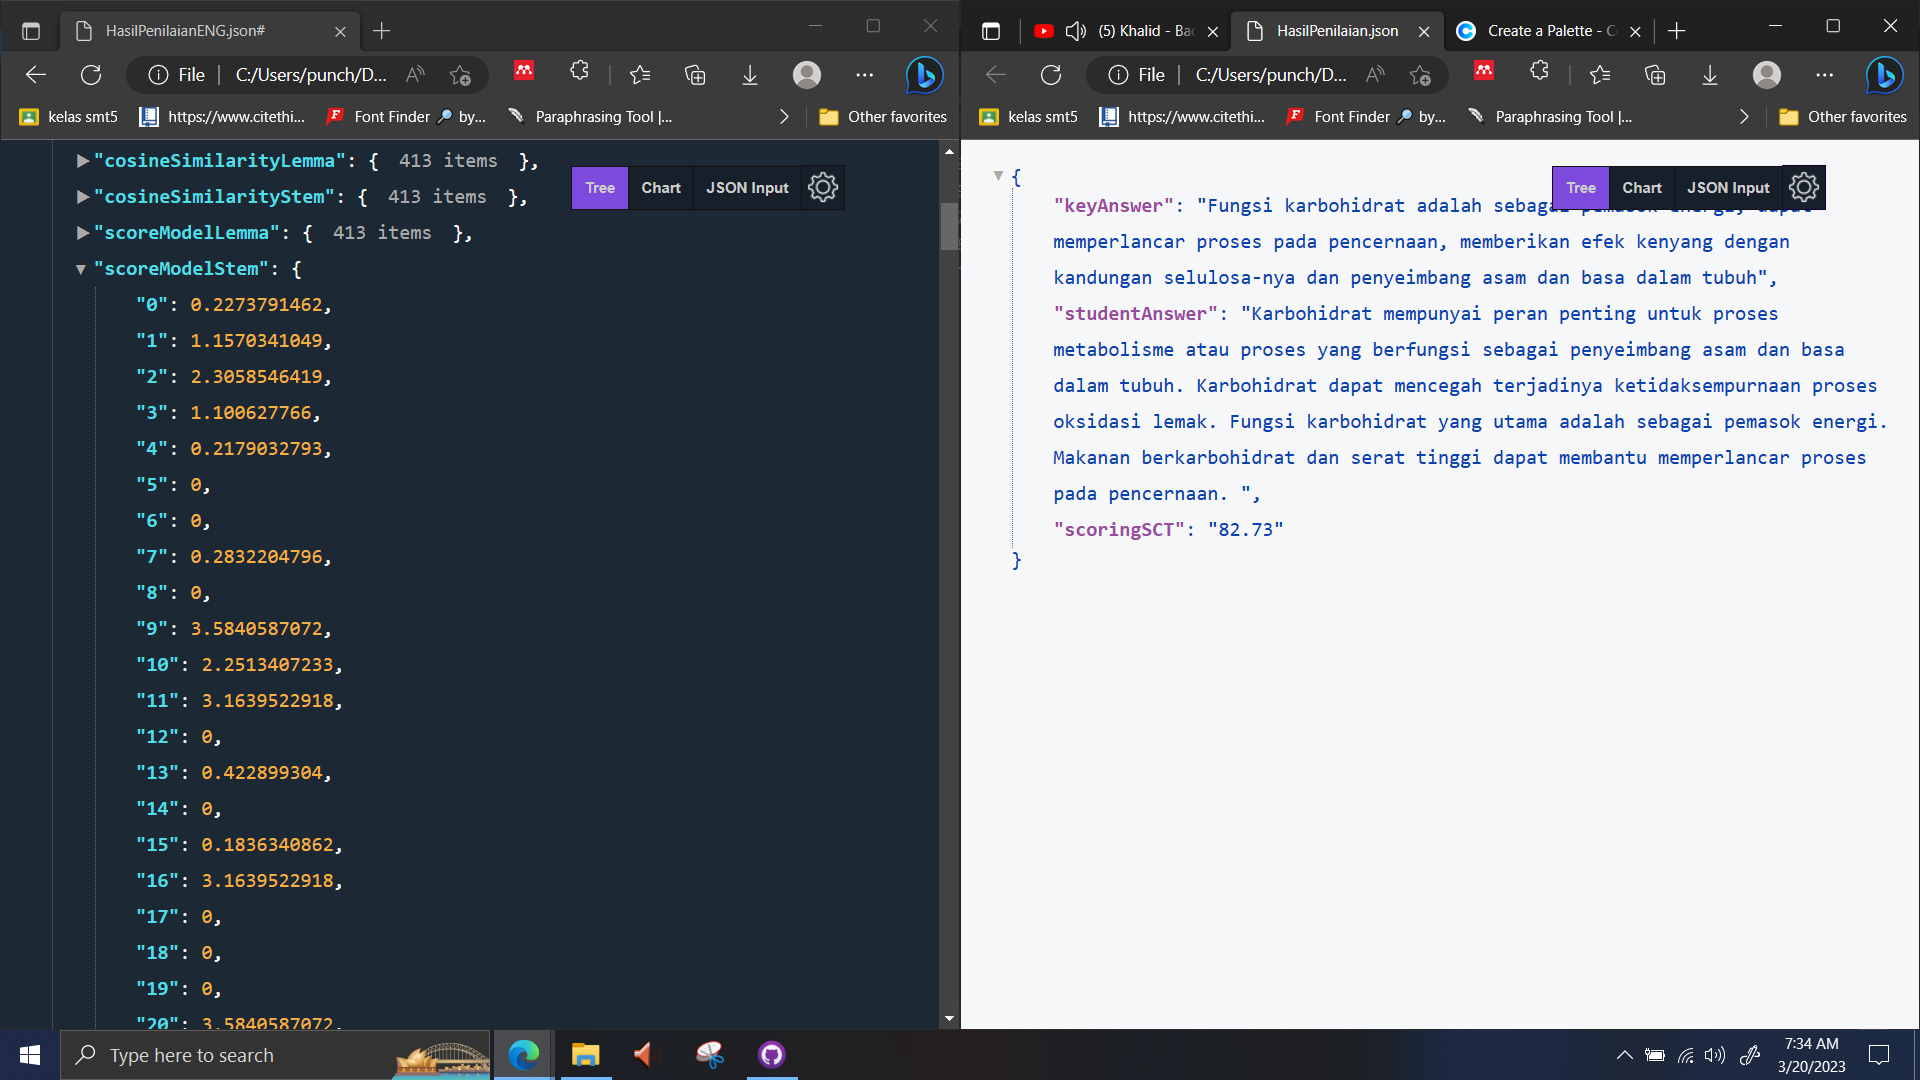 HasilPenilaianENG.json#
File
C:/Users/punch/D...
kelas smt5
https://www.citethi...
Font Finder 🔎 by...
Paraphrasing Tool |...
Other favorites
"cosineSimilarityLemma": { 413 items },
"cosineSimilarityStem": { 413 items },
"scoreModelLemma": { 413 items },
"scoreModelStem": {
Tree
Chart
JSON Input
"0": 0.2273791462,
"1": 1.1570341049,
"2": 2.3058546419,
"3": 1.100627766,
"4": 0.2179032793,
"5": 0,
"6": 0,
"7": 0.2832204796,
"8": 0,
"9": 3.5840587072,
"10": 2.2513407233,
"11": 3.1639522918,
"12": 0,
"13": 0.422899304,
"14": 0,
"15": 0.1836340862,
"16": 3.1639522918,
"17": 0,
"18": 0,
"19": 0,
"20": 3.5840587072,
(5) Khalid - Bac
HasilPenilaian.json
Create a Palette - Co
File
C:/Users/punch/D...
kelas smt5
https://www.citethi...
Font Finder 🔎 by...
Paraphrasing Tool |...
Other favorites
Tree
Chart
JSON Input
{
"keyAnswer": "Fungsi karbohidrat adalah sebagai pemasok energi, dapat
memperlancar proses pada pencernaan, memberikan efek kenyang dengan
kandungan selulosa-nya dan penyeimbang asam dan basa dalam tubuh",
"studentAnswer": "Karbohidrat mempunyai peran penting untuk proses
metabolisme atau proses yang berfungsi sebagai penyeimbang asam dan basa
dalam tubuh. Karbohidrat dapat mencegah terjadinya ketidaksempurnaan proses
oksidasi lemak. Fungsi karbohidrat yang utama adalah sebagai pemasok energi.
Makanan berkarbohidrat dan serat tinggi dapat membantu memperlancar proses
pada pencernaan. ",
"scoringSCT": "82.73"
}
Type here to search
7:34 AM
3/20/2023